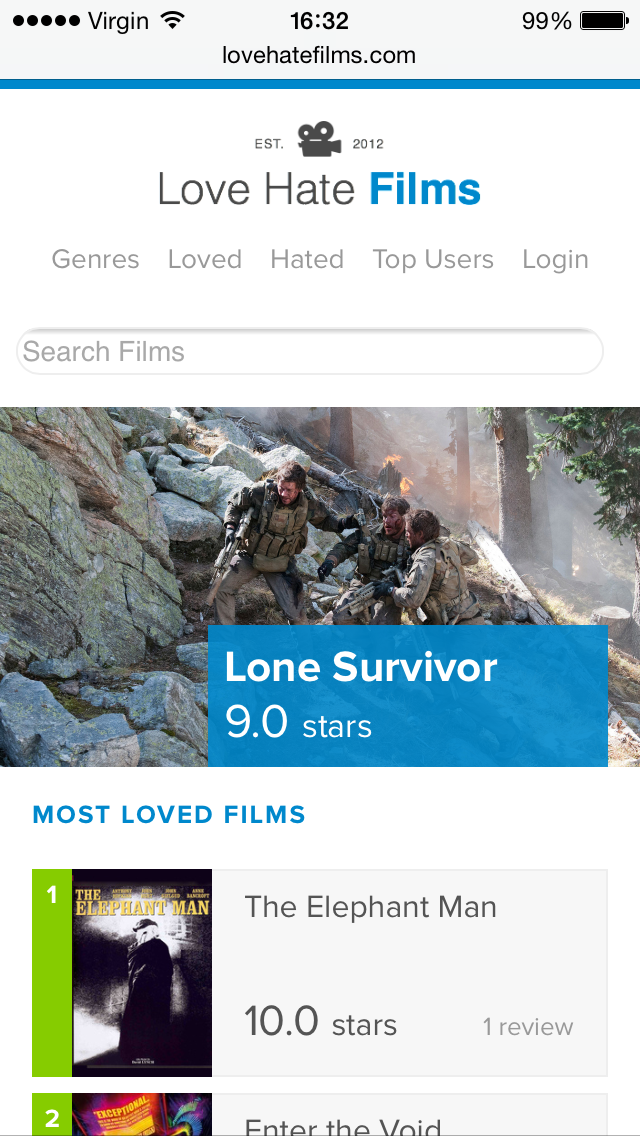 Virgin 16:32 99%
lovehatefilms.com
EST. 2012
Love Hate Films
Genres Loved Hated Top Users Login
Search Films
Lone Survivor
9.0 stars
MOST LOVED FILMS
1
THE
ELEPHANT MAN
The Elephant Man
10.0 stars 1 review
2
"EXCEPTIONAL.
Enter the Void